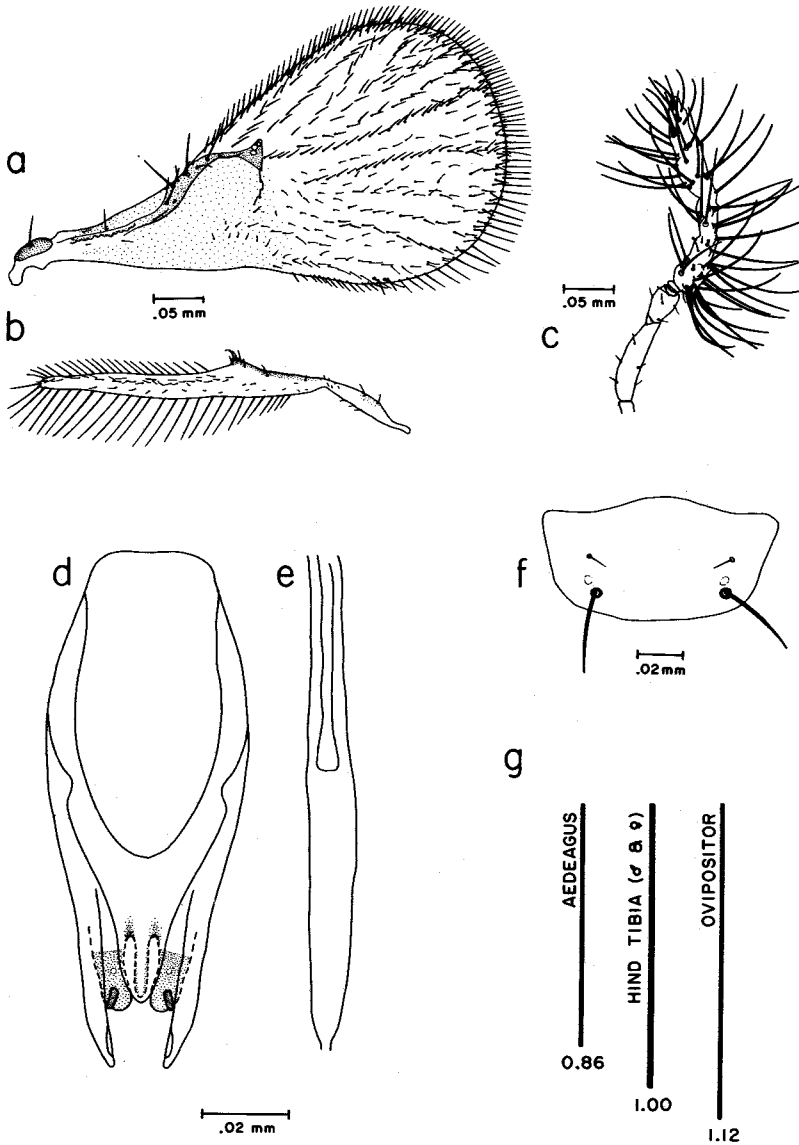 a
.05 mm
b
.05 mm
c
d
e
f
.02 mm
g
AEDEAGUS
HIND TIBIA (♂ & ♀)
OVIPOSITOR
0.86
1.00
1.12
.02 mm